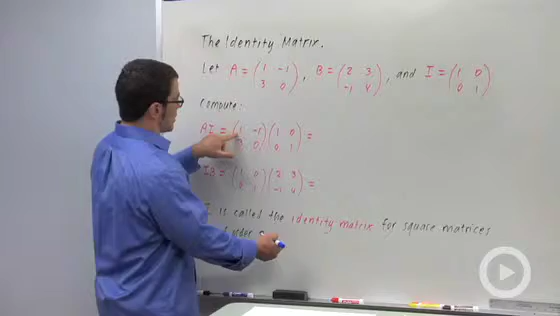 The Identity Matrix.
Let A = (1 -1; 3 0), B = (2 3; -1 4), and I = (1 0; 0 1)
Compute:
AI = (1 -1; 3 0)(1 0; 0 1) =
IB = (1 0; 0 1)(2 3; -1 4) =
I is called the identity matrix for square matrices
order